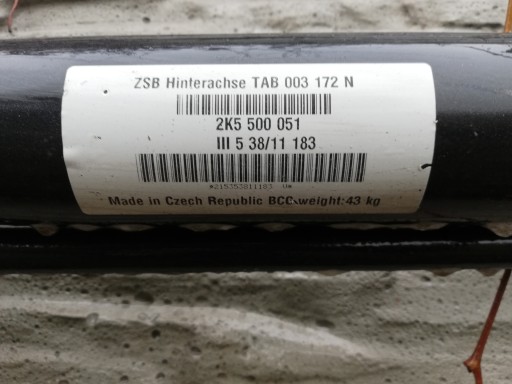 ZSB Hinterachse TAB 003 172 N
2K5 500 051
III 5 38/11 183
*215353811183 U*
Made in Czech Republic BCC weight:43 kg